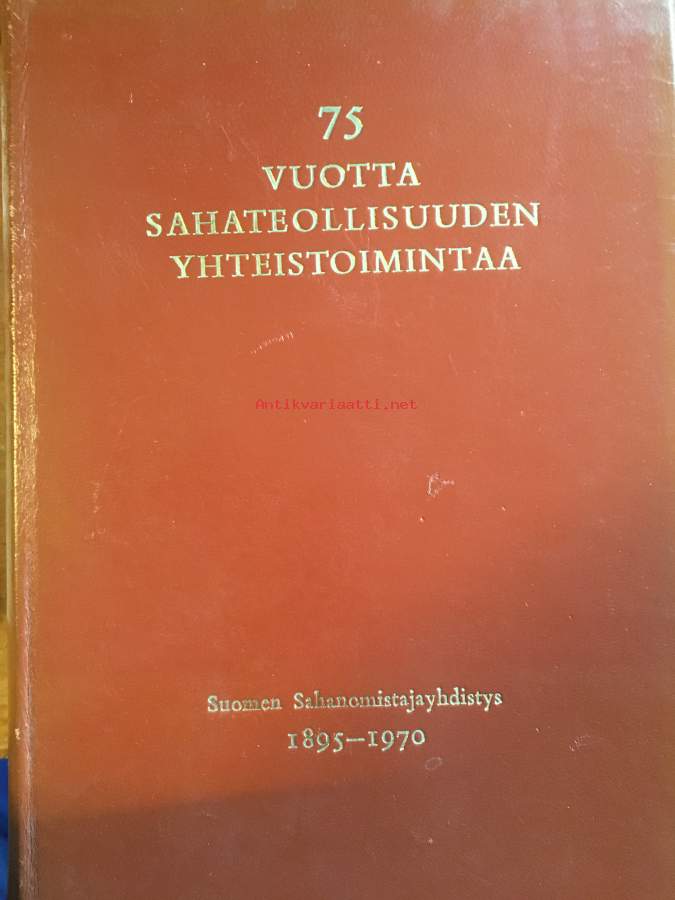 75
VUOTTA
SAHATEOLLISUUDEN
YHTEISTOIMINTAA
Antikvariaatti.net
Suomen Sahanomistajayhdistys
1895—1970